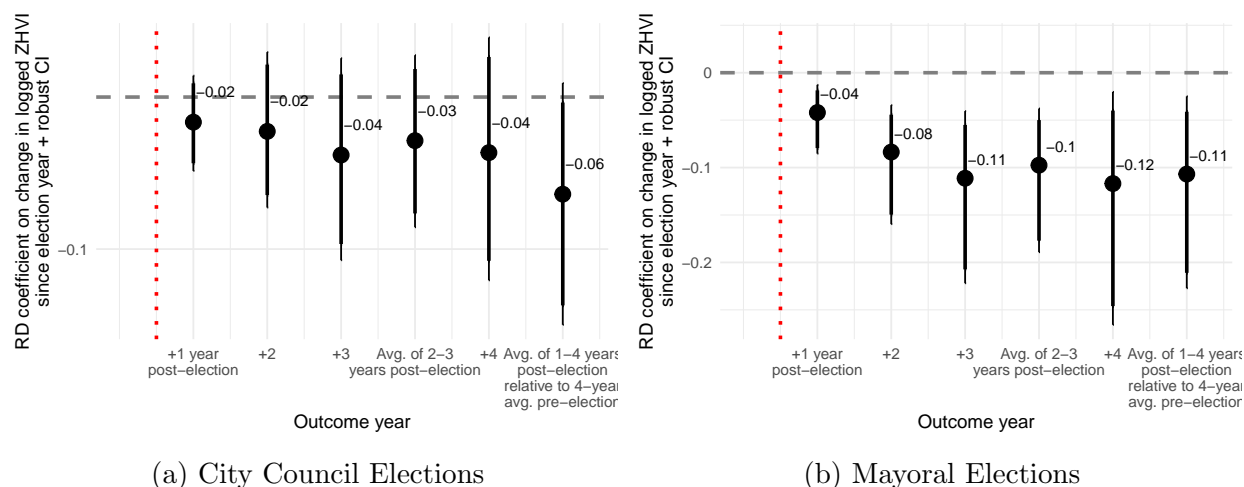 RD coefficient on change in logged ZHVI
since election year + robust CI
−0.1
−0.02
−0.02
−0.04
−0.03
−0.04
−0.06
+1 year
post−election
+2
+3
Avg. of 2−3
years post−election
+4
Avg. of 1−4 years
post−election
relative to 4−year
avg. pre−election
Outcome year
(a) City Council Elections
RD coefficient on change in logged ZHVI
since election year + robust CI
0
−0.1
−0.2
−0.04
−0.08
−0.11
−0.1
−0.12
−0.11
+1 year
post−election
+2
+3
Avg. of 2−3
years post−election
+4
Avg. of 1−4 years
post−election
relative to 4−year
avg. pre−election
Outcome year
(b) Mayoral Elections